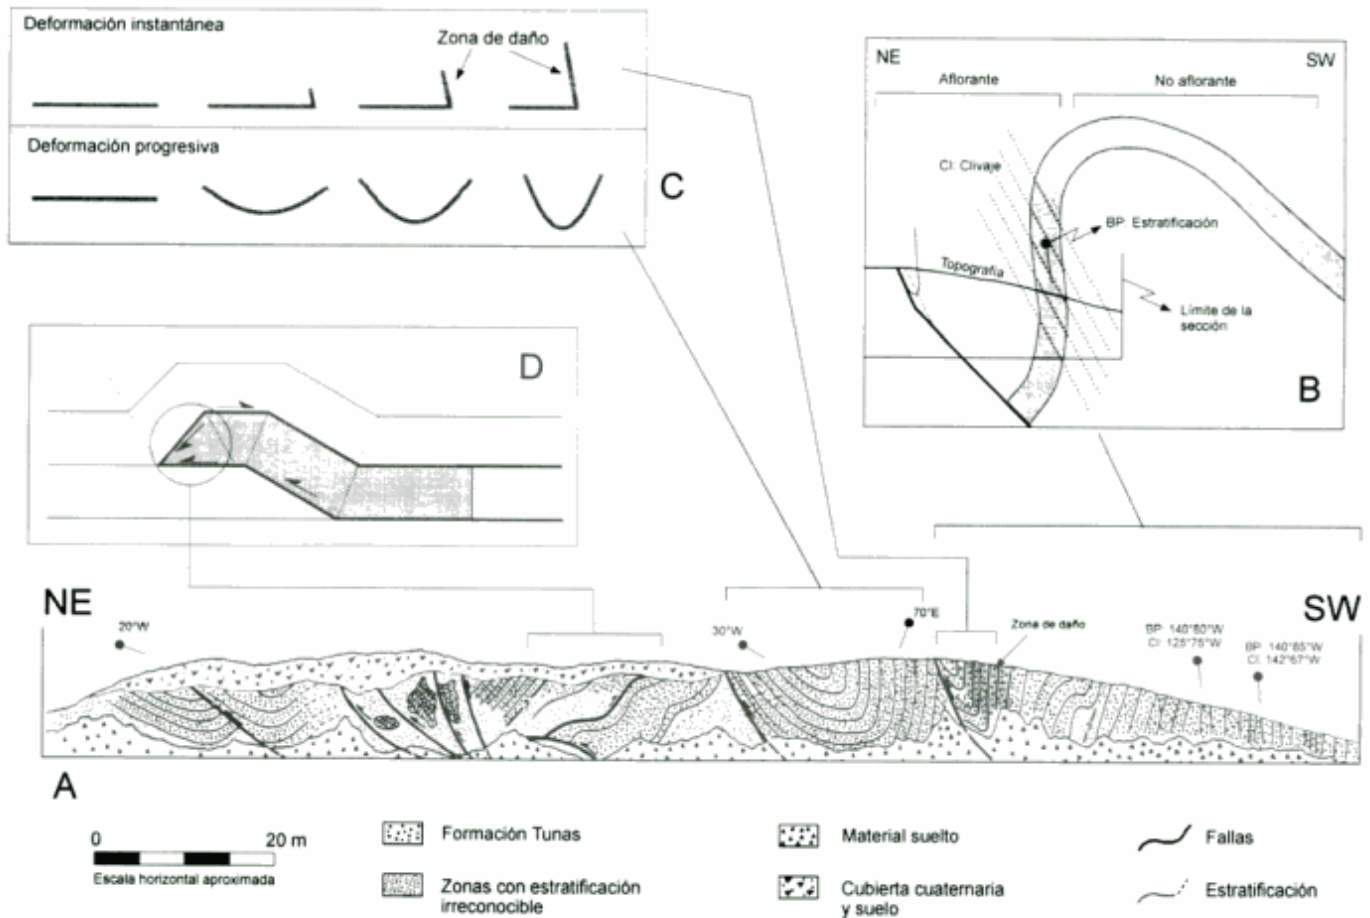 Deformación instantánea
Zona de daño
Deformación progresiva
C
NE
SW
Aflorante
No aflorante
Cl: Clivaje
BP: Estratificación
Topografía
Límite de la
sección
B
D
NE
SW
20°W
30°W
70°E
Zona de daño
BP: 140°80°W
Cl: 125°75°W
BP: 140°85°W
Cl: 142°67°W
A
0
20 m
Escala horizontal aproximada
Formación Tunas
Zonas con estratificación
irreconocible
Material suelto
Cubierta cuaternaria
y suelo
Fallas
Estratificación